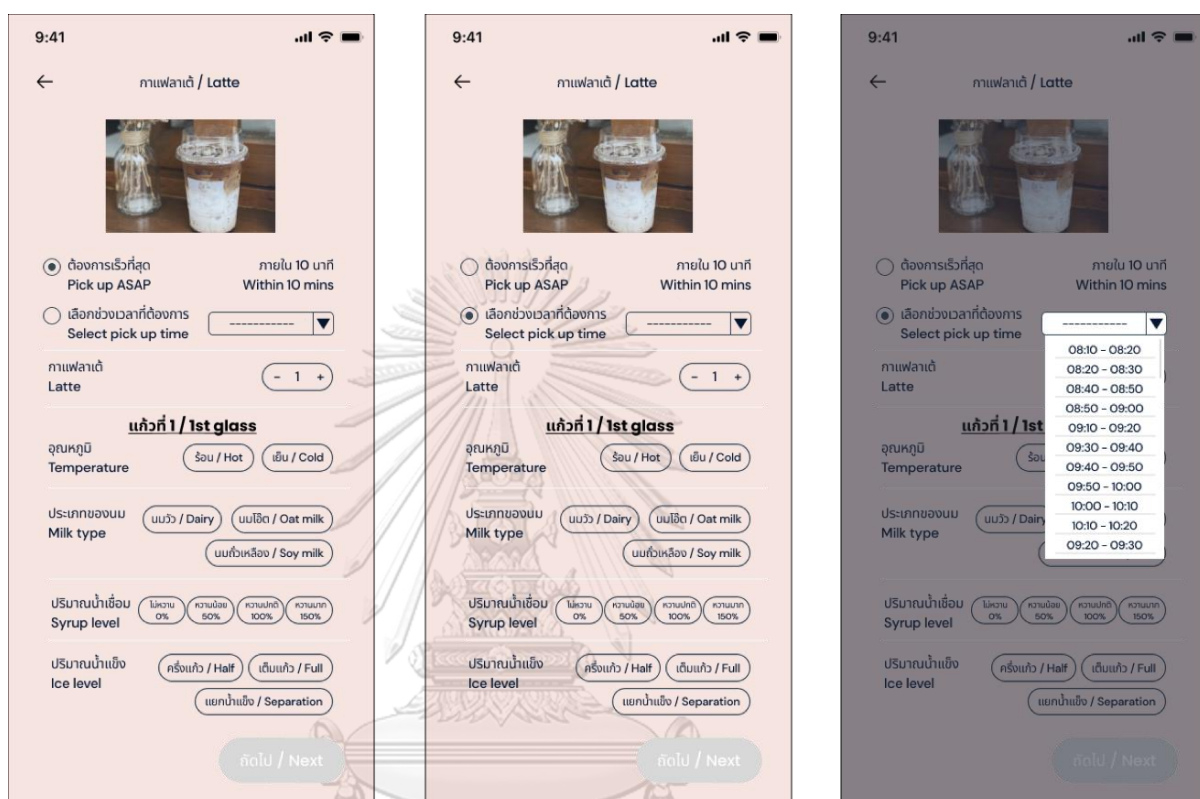 9:41
กาแฟลาเต้ / Latte
ต้องการเร็วที่สุด ภายใน 10 นาที
Pick up ASAP Within 10 mins
เลือกช่วงเวลาที่ต้องการ -----------
Select pick up time
กาแฟลาเต้
Latte - 1 +
แก้วที่ 1 / 1st glass
อุณหภูมิ
Temperature ร้อน / Hot เย็น / Cold
ประเภทของนม
Milk type นมวัว / Dairy นมโอ๊ต / Oat milk
นมถั่วเหลือง / Soy milk
ปริมาณน้ำเชื่อม ไม่หวาน หวานน้อย หวานปกติ หวานมาก
Syrup level 0% 50% 100% 150%
ปริมาณน้ำแข็ง ครึ่งแก้ว / Half เต็มแก้ว / Full
Ice level
แยกน้ำแข็ง / Separation
ถัดไป / Next
9:41
กาแฟลาเต้ / Latte
ต้องการเร็วที่สุด ภายใน 10 นาที
Pick up ASAP Within 10 mins
เลือกช่วงเวลาที่ต้องการ -----------
Select pick up time
กาแฟลาเต้
Latte - 1 +
แก้วที่ 1 / 1st glass
อุณหภูมิ
Temperature ร้อน / Hot เย็น / Cold
ประเภทของนม
Milk type นมวัว / Dairy นมโอ๊ต / Oat milk
นมถั่วเหลือง / Soy milk
ปริมาณน้ำเชื่อม ไม่หวาน หวานน้อย หวานปกติ หวานมาก
Syrup level 0% 50% 100% 150%
ปริมาณน้ำแข็ง ครึ่งแก้ว / Half เต็มแก้ว / Full
Ice level
แยกน้ำแข็ง / Separation
ถัดไป / Next
9:41
กาแฟลาเต้ / Latte
ต้องการเร็วที่สุด ภายใน 10 นาที
Pick up ASAP Within 10 mins
เลือกช่วงเวลาที่ต้องการ -----------
Select pick up time
08:10 - 08:20
08:20 - 08:30
08:40 - 08:50
08:50 - 09:00
09:10 - 09:20
09:30 - 09:40
09:40 - 09:50
09:50 - 10:00
10:00 - 10:10
10:10 - 10:20
09:20 - 09:30
กาแฟลาเต้
Latte
แก้วที่ 1 / 1st
อุณหภูมิ
Temperature
ประเภทของนม
Milk type นมวัว / Dairy
ปริมาณน้ำเชื่อม ไม่หวาน หวานน้อย หวานปกติ หวานมาก
Syrup level 0% 50% 100% 150%
ปริมาณน้ำแข็ง ครึ่งแก้ว / Half เต็มแก้ว / Full
Ice level
แยกน้ำแข็ง / Separation
ถัดไป / Next